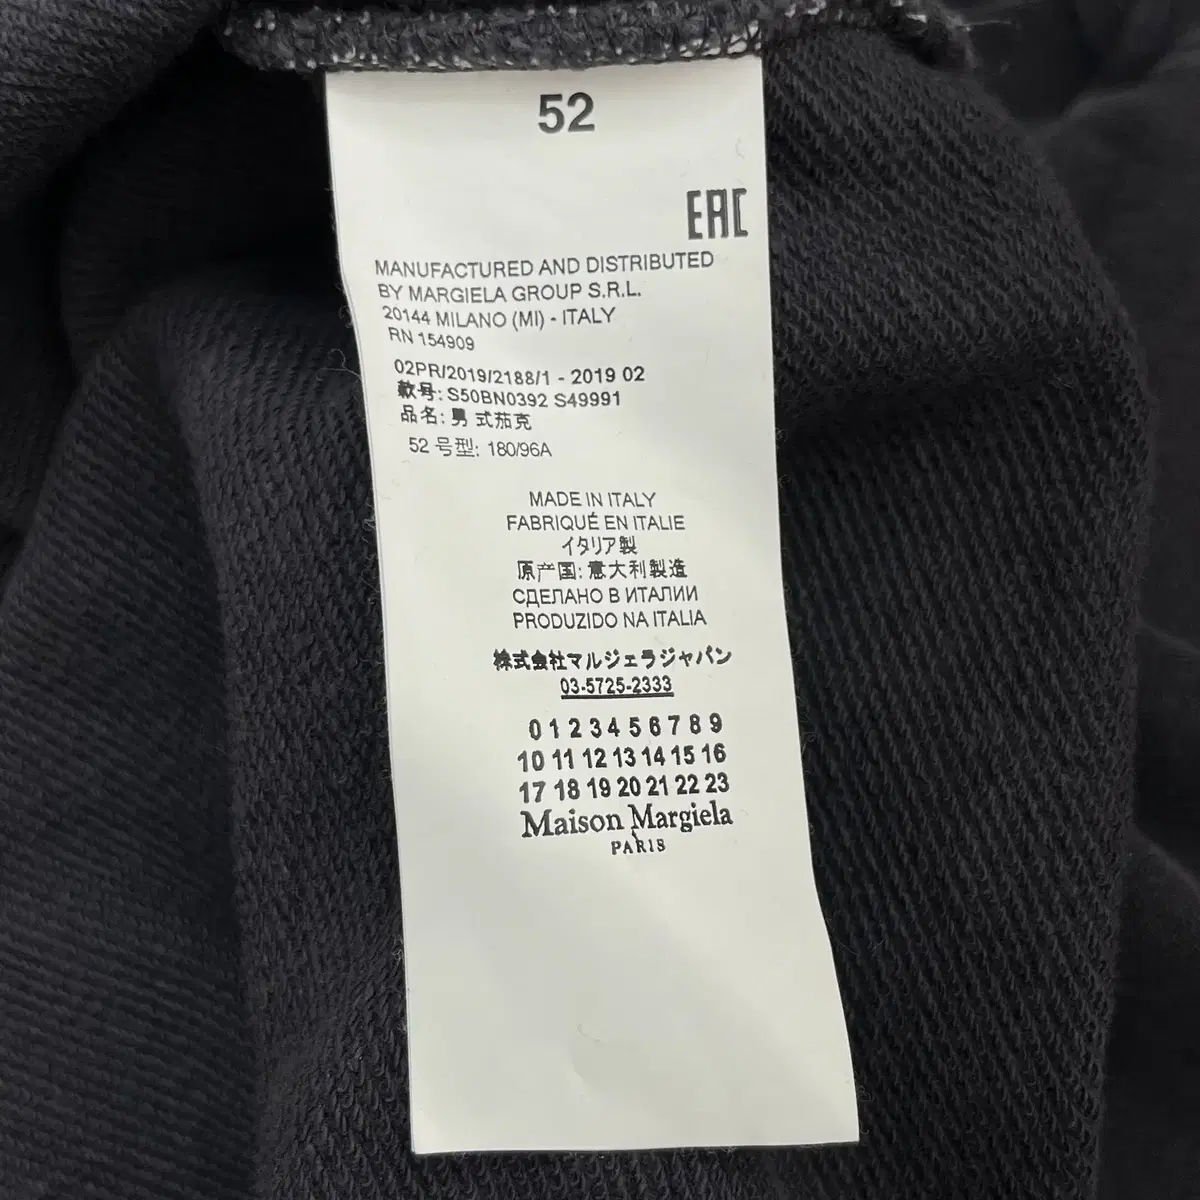 52
EAC
MANUFACTURED AND DISTRIBUTED
BY MARGIELA GROUP S.R.L.
20144 MILANO (MI) - ITALY
RN 154909
02PR/2019/2188/1 - 2019 02
款号: S50BN0392 S49991
品名: 男 式茄克
52 号型: 180/96A
MADE IN ITALY
FABRIQUÉ EN ITALIE
イタリア製
原产国: 意大利製造
СДЕЛАНО В ИТАЛИИ
PRODUZIDO NA ITALIA
株式会社マルジェラジャパン
03-5725-2333
0 1 2 3 4 5 6 7 8 9
10 11 12 13 14 15 16
17 18 19 20 21 22 23
Maison Margiela
PARIS